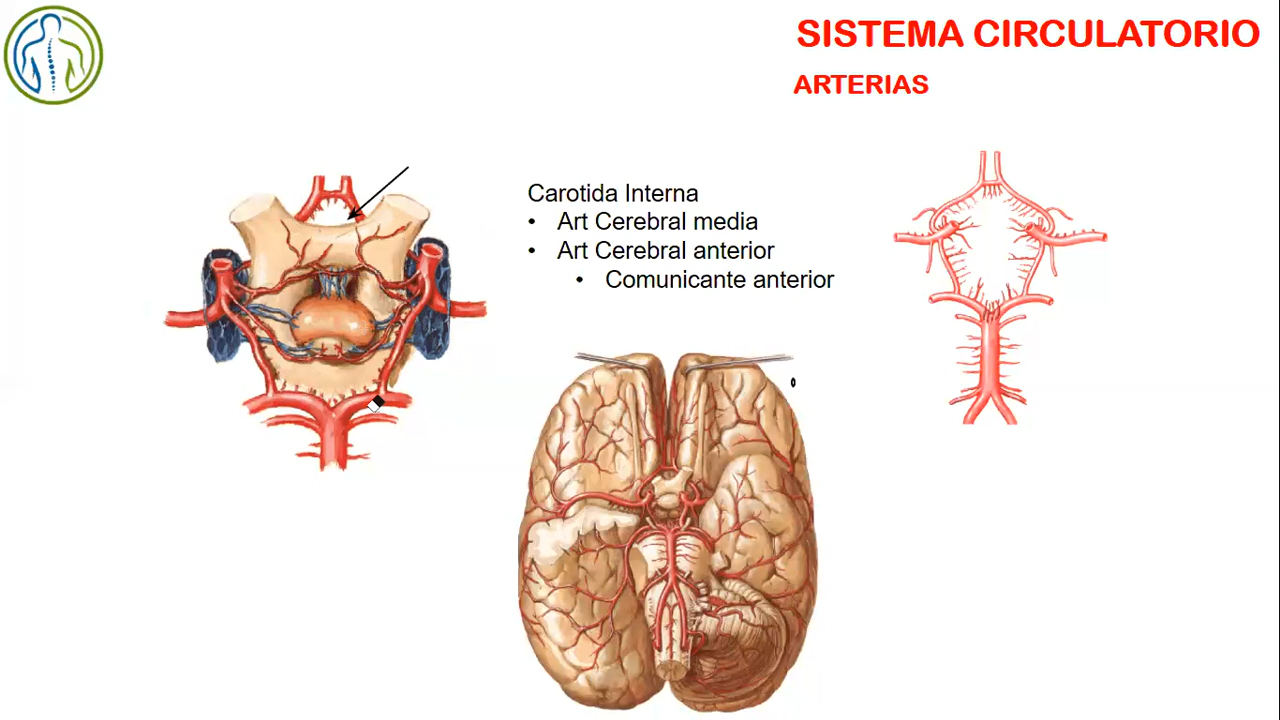 SISTEMA CIRCULATORIO
ARTERIAS
Carotida Interna
• Art Cerebral media
• Art Cerebral anterior
• Comunicante anterior